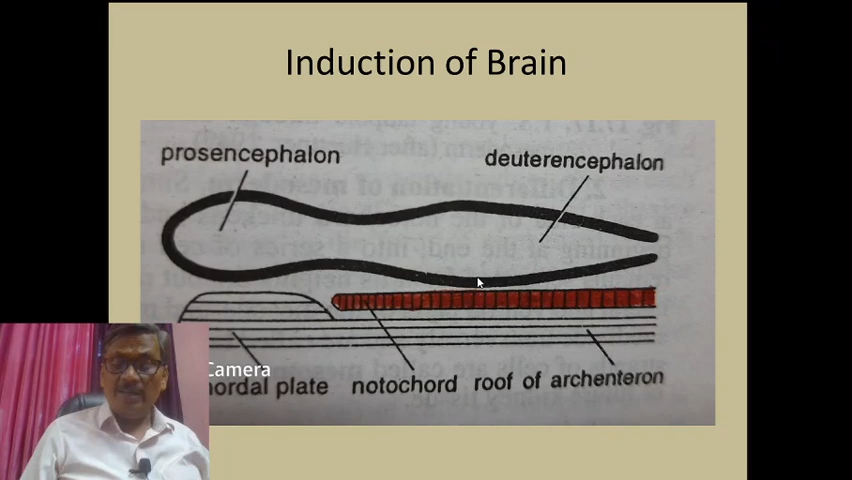 Induction of Brain
prosencephalon
deuterencephalon
Camera
hordal plate
notochord
roof of archenteron